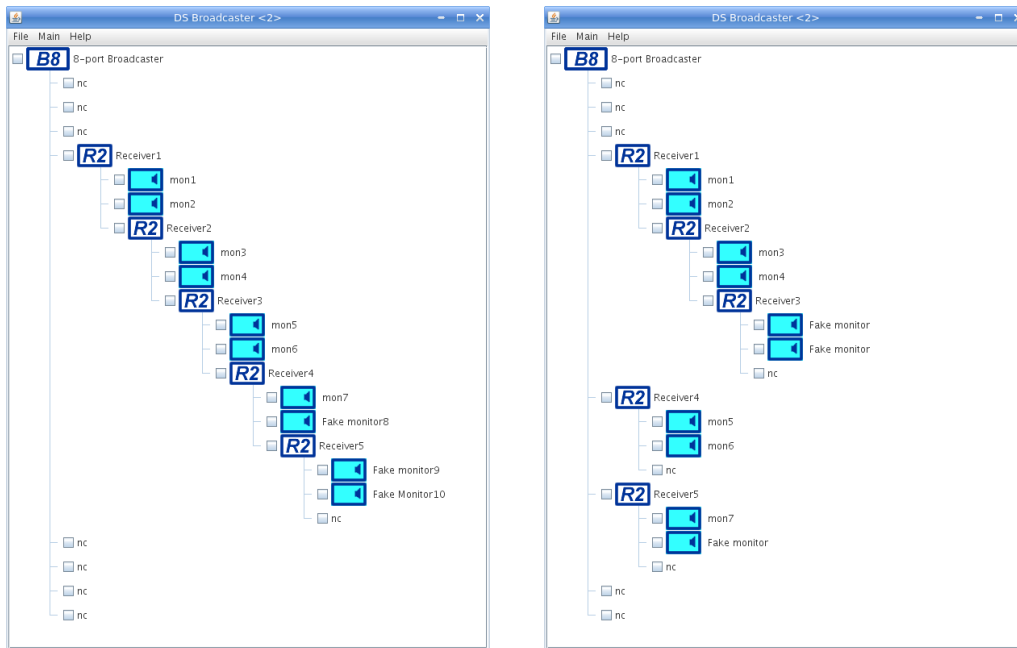 DS Broadcaster <2>
File Main Help
B8 8-port Broadcaster
nc
nc
nc
R2 Receiver1
mon1
mon2
R2 Receiver2
mon3
mon4
R2 Receiver3
mon5
mon6
R2 Receiver4
mon7
Fake monitor8
R2 Receiver5
Fake monitor9
Fake Monitor10
nc
nc
nc
nc
nc
DS Broadcaster <2>
File Main Help
B8 8-port Broadcaster
nc
nc
nc
R2 Receiver1
mon1
mon2
R2 Receiver2
mon3
mon4
R2 Receiver3
Fake monitor
Fake monitor
nc
R2 Receiver4
mon5
mon6
nc
R2 Receiver5
mon7
Fake monitor
nc
nc
nc